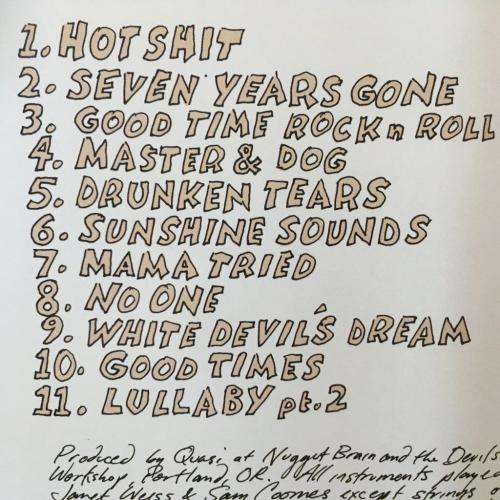 1. HOT SHIT
2. SEVEN YEARS GONE
3. GOOD TIME ROCK n ROLL
4. MASTER & DOG
5. DRUNKEN TEARS
6. SUNSHINE SOUNDS
7. MAMA TRIED
8. NO ONE
9. WHITE DEVIL'S DREAM
10. GOOD TIMES
11. LULLABY pt. 2
Produced by Quasi at Nugget Brain and the Devil's
Workshop, Portland, OR. All instruments played
Janet Weiss & Sam Coomes except strings